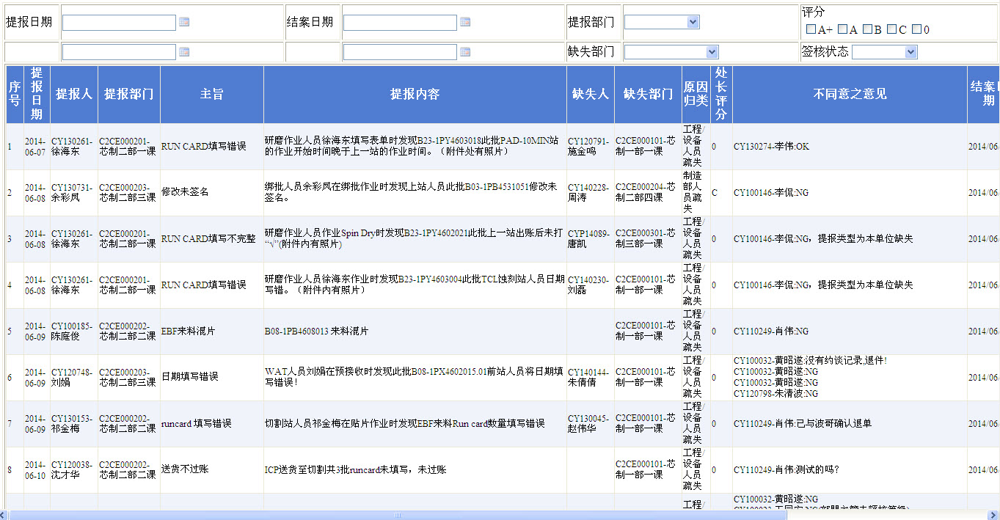 提报日期 结案日期 提报部门 评分
A+ A B C 0
缺失部门 签核状态
序号 提报日期 提报人 提报部门 主旨 提报内容 缺失人 缺失部门 原因归类 处长评分 不同意之意见 结案日期
1 2014-06-07 CY130261-徐海东 C2CE000201-芯制二部一课 RUN CARD填写错误 研磨作业人员徐海东填写表单时发现B23-1PY4603018此批PAD-10MIN站的作业开始时间晚于上一站的作业时间。（附件处有照片） CY120791-施金鸣 C2CE000101-芯制一部一课 工程/设备人员疏失 0 CY130274-李伟:OK 2014/06
2 2014-06-08 CY130731-余彩凤 C2CE000203-芯制二部三课 修改未签名 绑批人员余彩凤在绑批作业时发现上站人员此批B03-1PB4531051修改未签名。 CY140228-周涛 C2CE000204-芯制二部四课 制造部人员疏失 C CY100146-李侃:NG 2014/06
3 2014-06-08 CY130261-徐海东 C2CE000201-芯制二部一课 RUN CARD填写不完整 研磨作业人员作业Spin Dry时发现B23-1PY4602021此批上一站出账后未打“√”(附件内有照片) CYP14089-唐凯 C2CE000301-芯制三部一课 工程/设备人员疏失 0 CY100146-李侃:NG，提报类型为本单位缺失 2014/06
4 2014-06-08 CY130261-徐海东 C2CE000201-芯制二部一课 RUN CARD填写错误 研磨作业人员徐海东作业时发现B23-1PY4603004此批TCL蚀刻站人员日期写错。（附件内有照片） CY140230-刘磊 C2CE000101-芯制一部一课 工程/设备人员疏失 0 CY100146-李侃:NG，提报类型为本单位缺失 2014/06
5 2014-06-09 CY100185-陈庭俊 C2CE000202-芯制二部二课 EBF来料混片 B08-1PB4608013 来料混片 C2CE000101-芯制一部一课 工程/设备人员疏失 0 CY110249-肖伟:NG 2014/06
6 2014-06-09 CY120748-刘娟 C2CE000203-芯制二部三课 日期填写错误 WAT人员刘娟在预接收时发现此批B08-1PX4602015.01前站人员将日期填写错误！ CY140144-朱倩倩 C2CE000101-芯制一部一课 工程/设备人员疏失 0 CY100032-黄昭遂:没有约谈记录,退件! CY100032-黄昭遂:NG CY100032-黄昭遂:NG CY120798-朱清波:NG 2014/06
7 2014-06-09 CY130153-祁金梅 C2CE000202-芯制二部二课 runcard 填写错误 切割站人员祁金梅在贴片作业时发现EBF来料Run card数量填写错误 CY130045-赵伟华 C2CE000101-芯制一部一课 工程/设备人员疏失 0 CY110249-肖伟:已与波哥确认退单 2014/06
8 2014-06-10 CY120038-沈才华 C2CE000202-芯制二部二课 送货不过账 ICP送货至切割共3批runcard未填写，未过账 C2CE000101-芯制一部一课 工程/设备人员疏失 0 CY110249-肖伟:测试的吗? 2014/06
工程/ CY100032-黄昭遂:NG